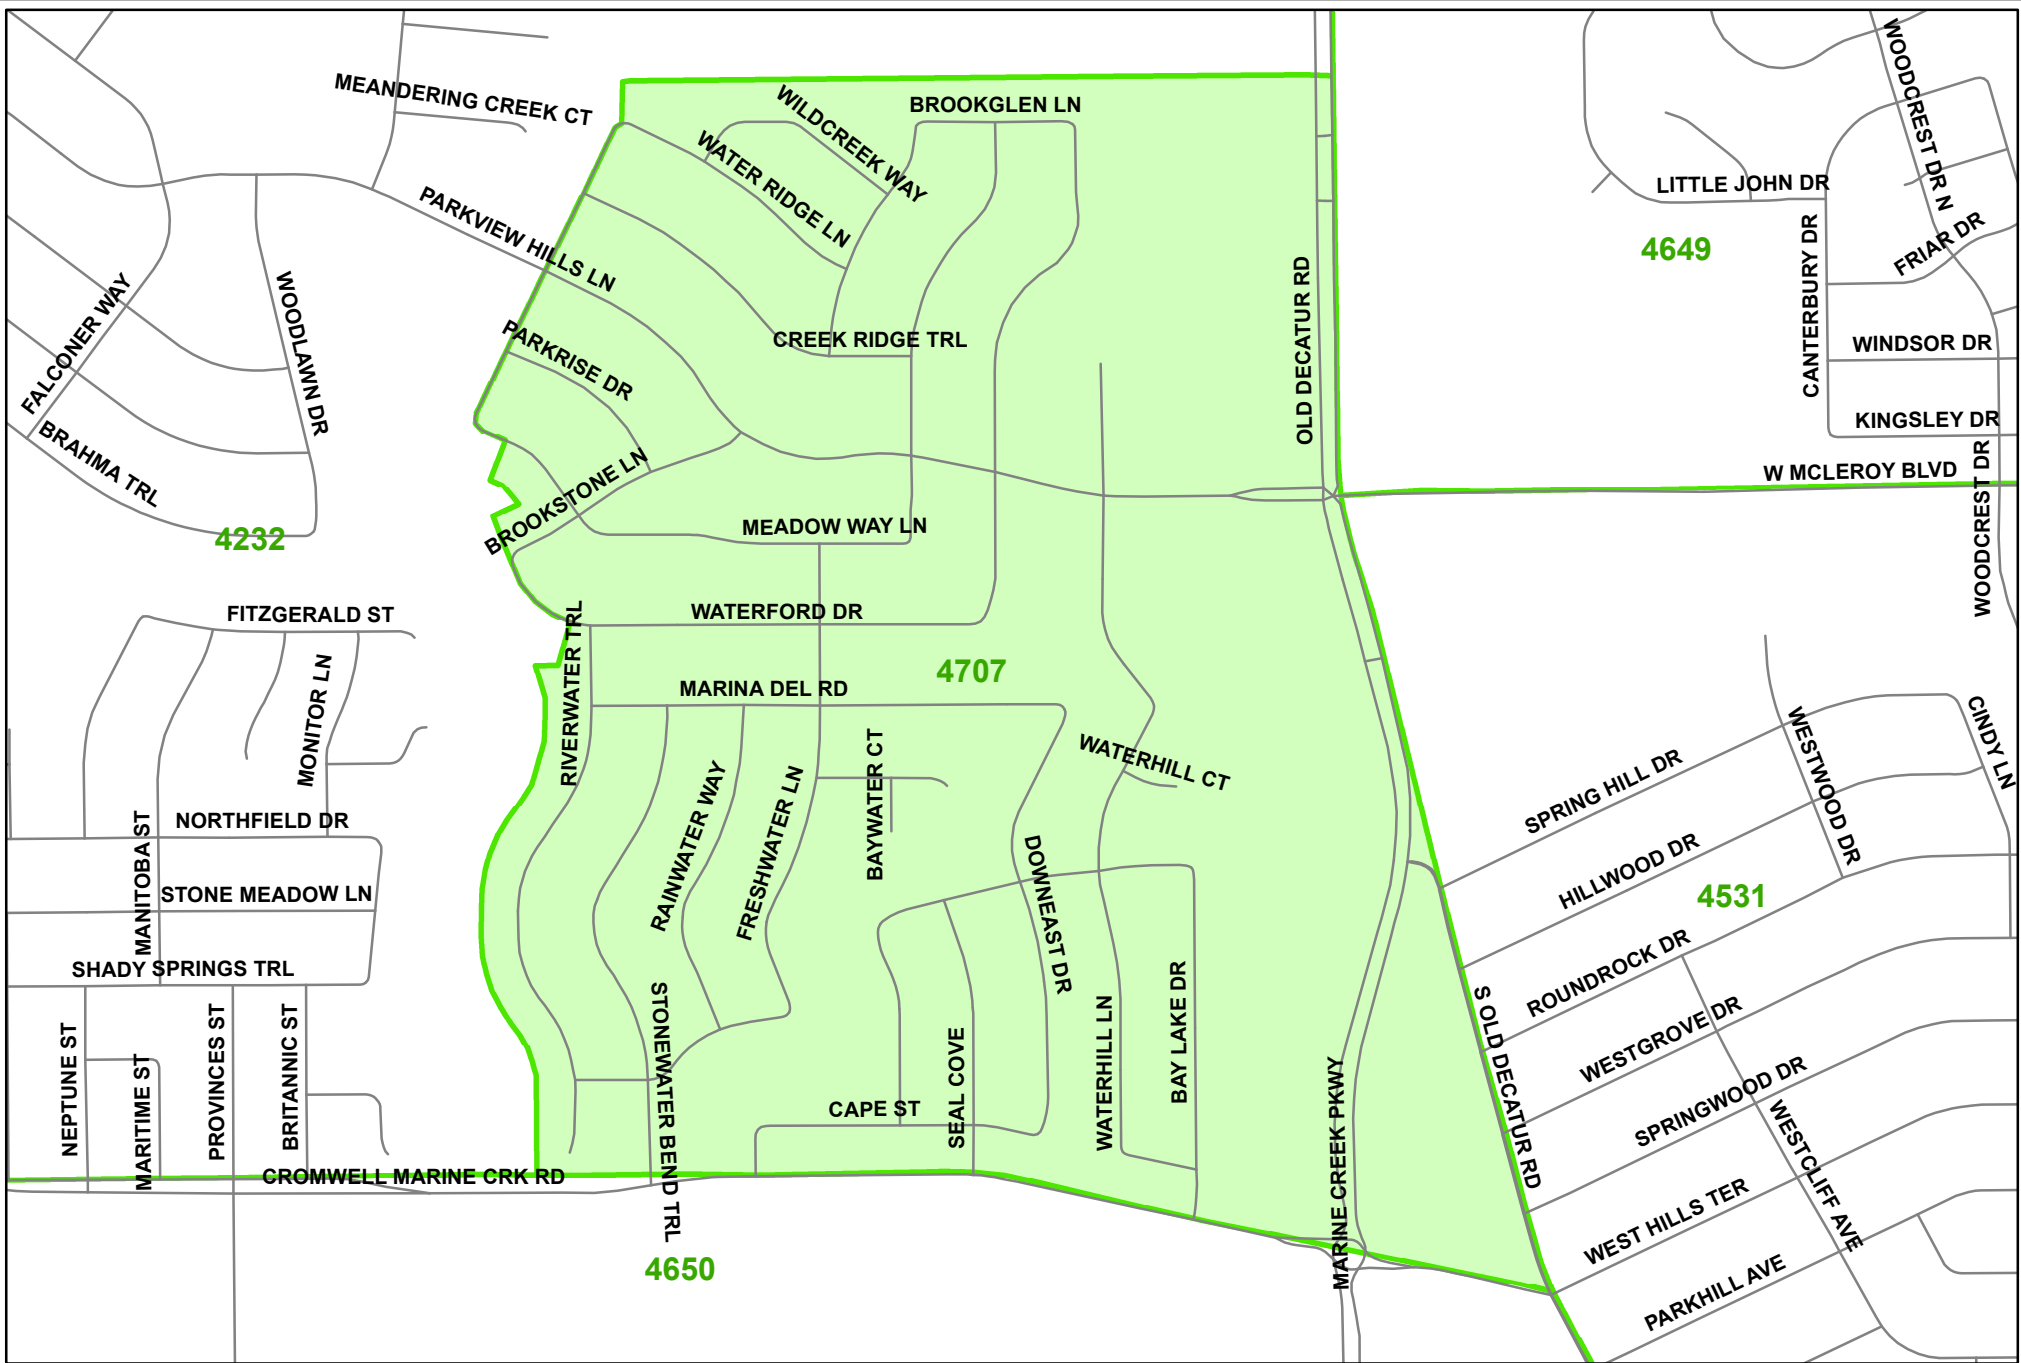 MEANDERING CREEK CT
WILDCREEK WAY
BROOKGLEN LN
WOODCREST DR N
WATER RIDGE LN
LITTLE JOHN DR
PARKVIEW HILLS LN
CANTERBURY DR
FRIAR DR
4649
OLD DECATUR RD
FALCONER WAY
WOODLAWN DR
PARKRISE DR
CREEK RIDGE TRL
WINDSOR DR
KINGSLEY DR
BRAHMA TRL
BROOKSTONE LN
W MCLEROY BLVD
WOODCREST DR
4232
MEADOW WAY LN
FITZGERALD ST
WATERFORD DR
RIVERWATER TRL
MONITOR LN
4707
MARINA DEL RD
WATERHILL CT
BAYWATER CT
CINDY LN
WESTWOOD DR
SPRING HILL DR
NORTHFIELD DR
MANITOBA ST
RAINWATER WAY
FRESHWATER LN
DOWNEAST DR
HILLWOOD DR
4531
STONE MEADOW LN
SHADY SPRINGS TRL
ROUNDROCK DR
STONEWATER BEND TRL
BAY LAKE DR
S OLD DECATUR RD
WESTGROVE DR
NEPTUNE ST
MARITIME ST
PROVINCES ST
BRITANNIC ST
SEAL COVE
WATERHILL LN
CAPE ST
MARINE CREEK PKWY
SPRINGWOOD DR
WESTCLIFF AVE
CROMWELL MARINE CRK RD
WEST HILLS TER
4650
PARKHILL AVE